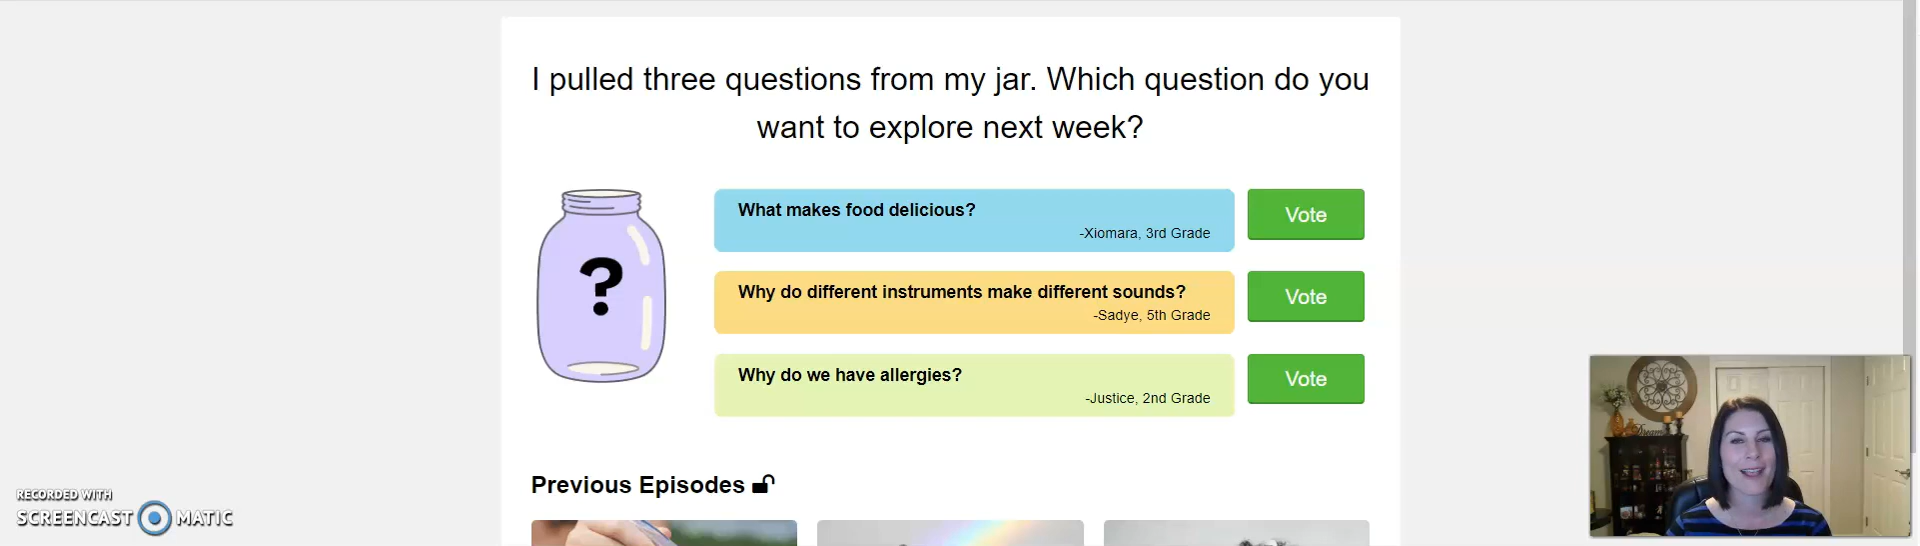 I pulled three questions from my jar. Which question do you
want to explore next week?
?
What makes food delicious?
-Xiomara, 3rd Grade
Vote
Why do different instruments make different sounds?
-Sadye, 5th Grade
Vote
Why do we have allergies?
-Justice, 2nd Grade
Vote
Previous Episodes
Dream
RECORDED WITH
SCREENCAST MATIC